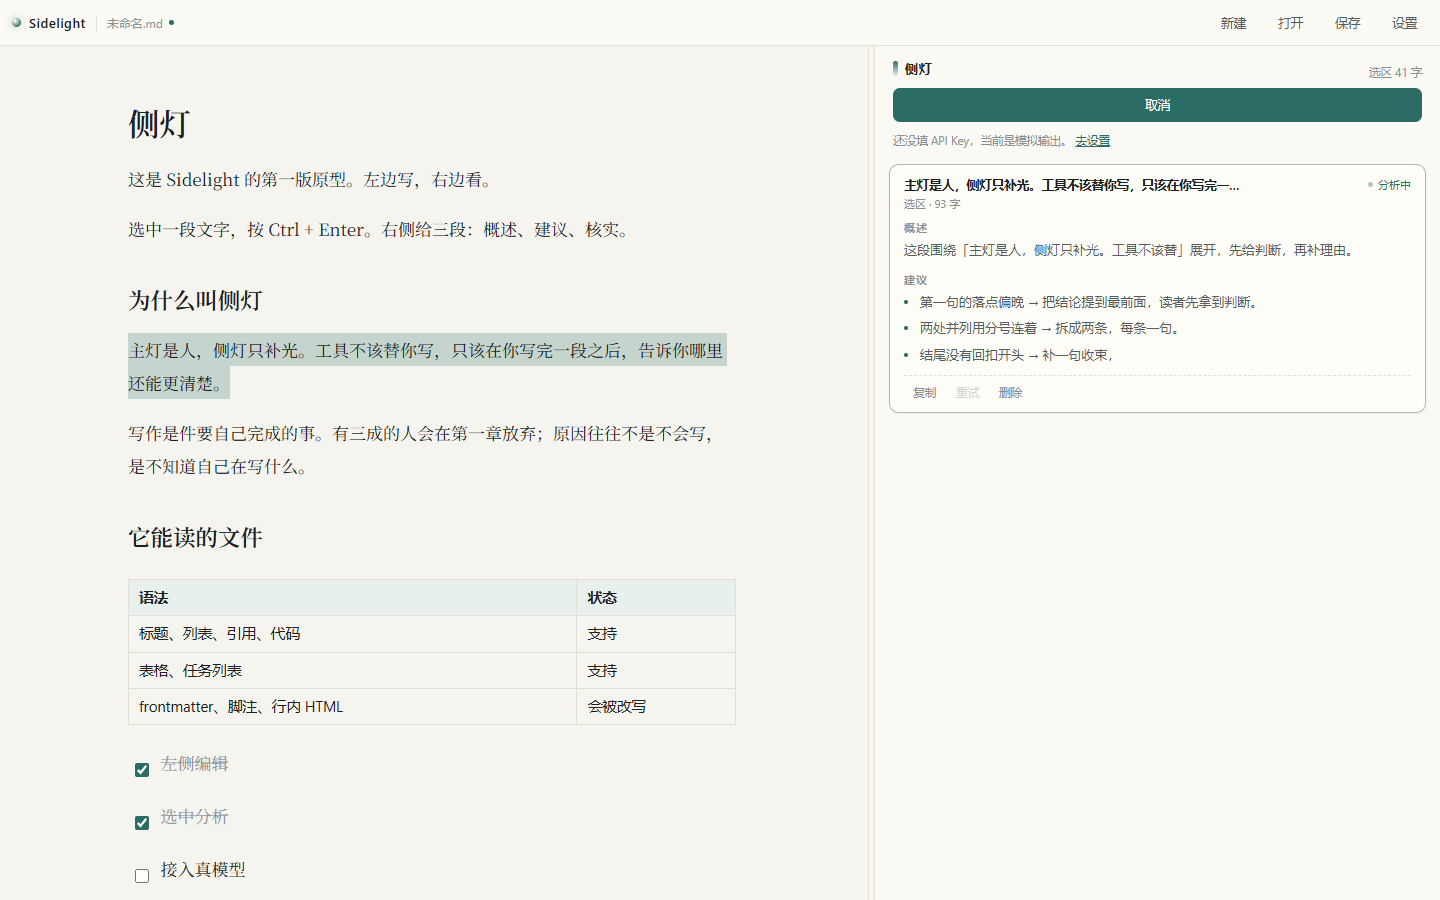 Sidelight
未命名.md
新建 打开 保存 设置
侧灯
这是 Sidelight 的第一版原型。左边写，右边看。
选中一段文字，按 Ctrl + Enter。右侧给三段：概述、建议、核实。
为什么叫侧灯
主灯是人，侧灯只补光。工具不该替你写，只该在你写完一段之后，告诉你哪里
还能更清楚。
写作是件要自己完成的事。有三成的人会在第一章放弃；原因往往不是不会写，
是不知道自己在写什么。
它能读的文件
语法 状态
标题、列表、引用、代码 支持
表格、任务列表 支持
frontmatter、脚注、行内 HTML 会被改写
左侧编辑
选中分析
接入真模型
侧灯
选区 41 字
取消
还没填 API Key，当前是模拟输出。 去设置
主灯是人，侧灯只补光。工具不该替你写，只该在你写完一...
分析中
选区 · 93 字
概述
这段围绕「主灯是人，侧灯只补光。工具不该替」展开，先给判断，再补理由。
建议
第一句的落点偏晚 → 把结论提到最前面，读者先拿到判断。
两处并列用分号连着 → 拆成两条，每条一句。
结尾没有回扣开头 → 补一句收束，
复制 重试 删除